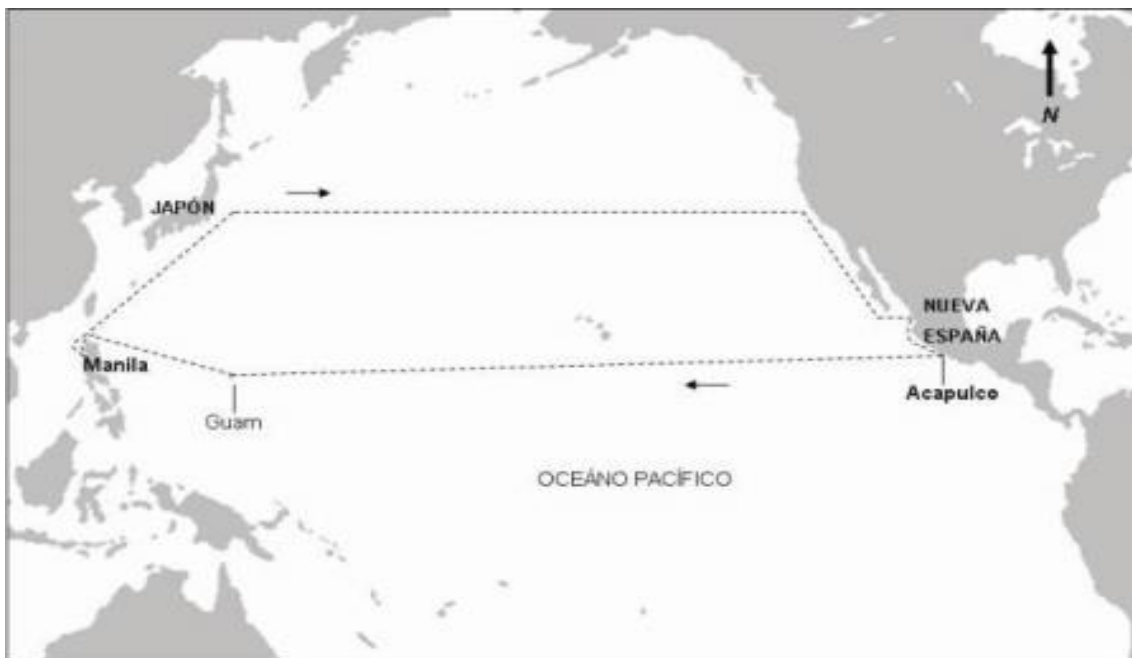 N
JAPÓN
NUEVA
ESPAÑA
Manila
Acapulco
Guam
OCEÁNO PACÍFICO